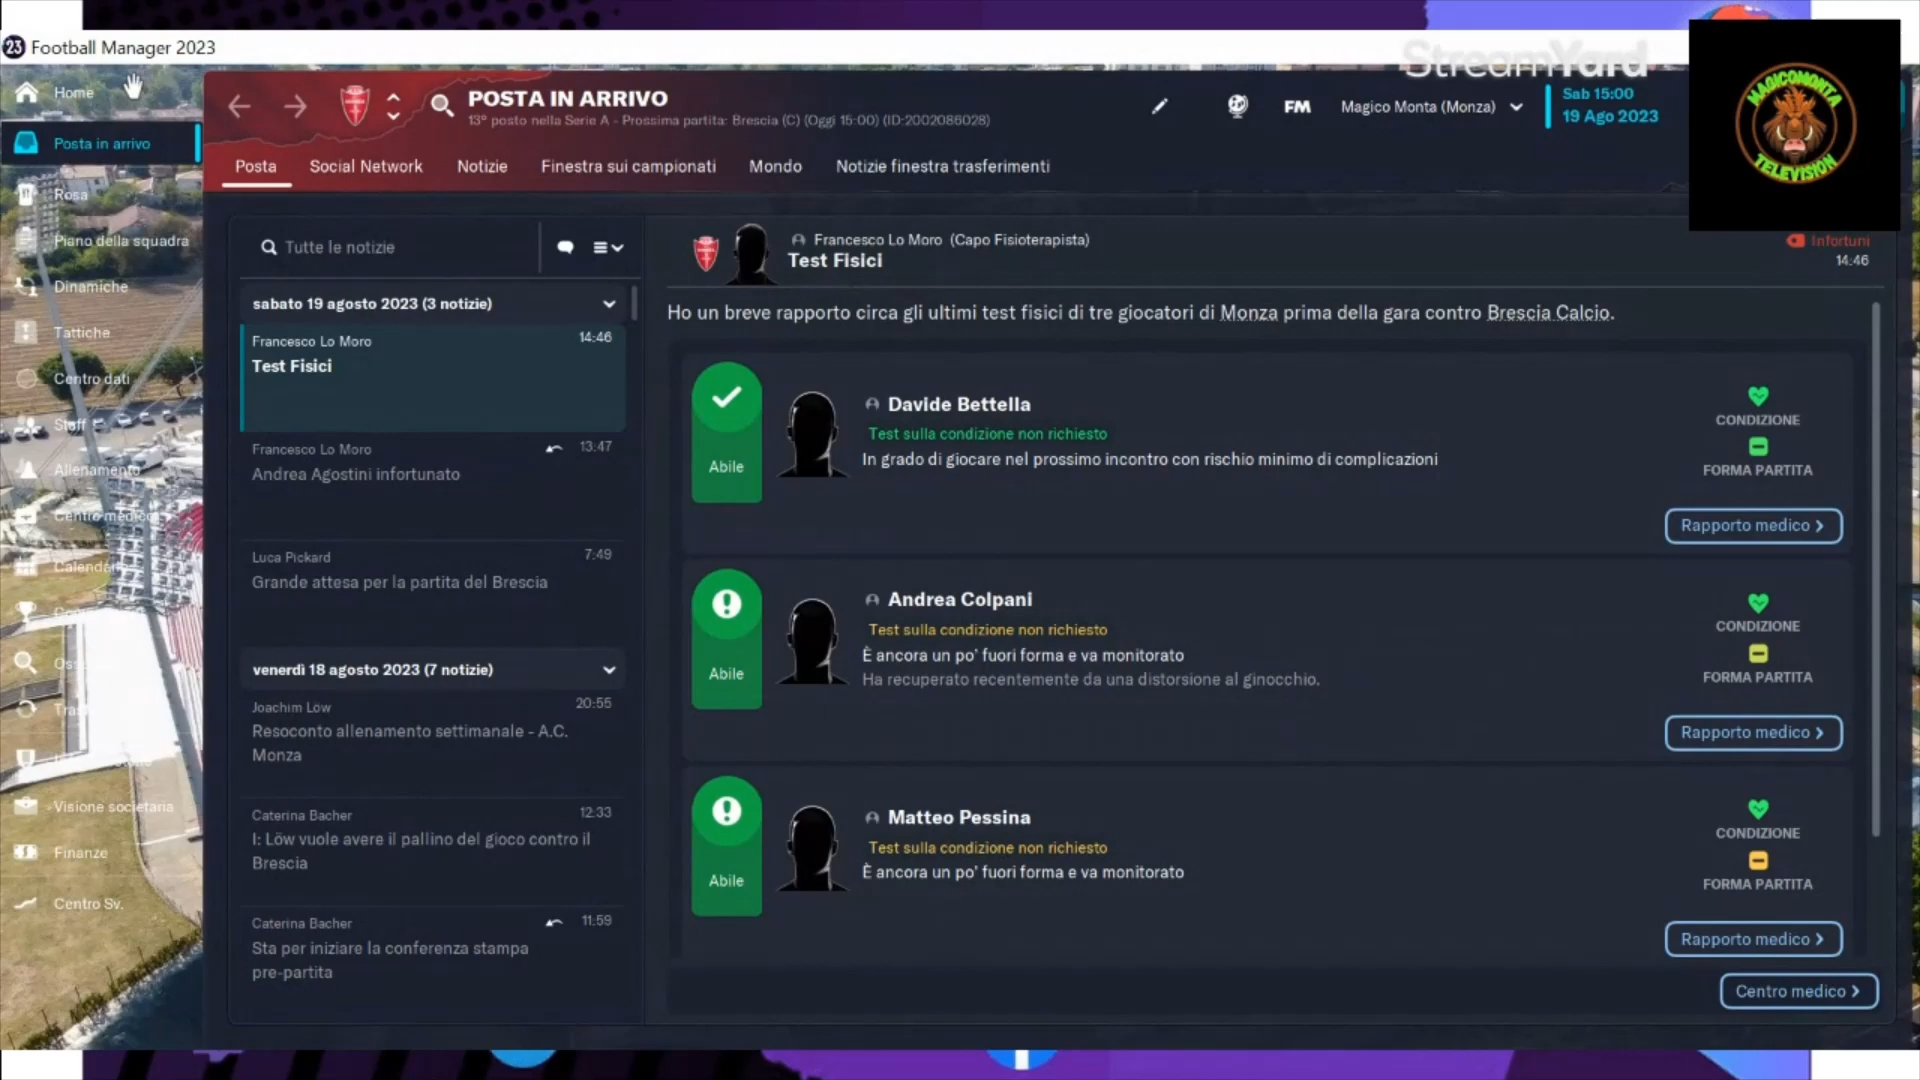 Football Manager 2023
StreamYard
MAGICOMONTA
TELEVISION
Home
Posta in arrivo
Rosa
Piano della squadra
Dinamiche
Tattiche
Centro dati
Staff
Allenamento
Centro medico
Calendario
Visione societaria
Finanze
Centro Sv.
POSTA IN ARRIVO
13° posto nella Serie A - Prossima partita: Brescia (C) (Oggi 15:00) (ID:2002086028)
FM
Magico Monta (Monza)
Sab 15:00
19 Ago 2023
Posta
Social Network
Notizie
Finestra sui campionati
Mondo
Notizie finestra trasferimenti
Tutte le notizie
sabato 19 agosto 2023 (3 notizie)
Francesco Lo Moro 14:46
Test Fisici
Francesco Lo Moro 13:47
Andrea Agostini infortunato
Luca Pickard 7:49
Grande attesa per la partita del Brescia
venerdì 18 agosto 2023 (7 notizie)
Joachim Löw 20:55
Resoconto allenamento settimanale - A.C.
Monza
Caterina Bacher 12:33
I: Löw vuole avere il pallino del gioco contro il
Brescia
Caterina Bacher 11:59
Sta per iniziare la conferenza stampa
pre-partita
Francesco Lo Moro (Capo Fisioterapista)
Test Fisici
Infortuni
14:46
Ho un breve rapporto circa gli ultimi test fisici di tre giocatori di Monza prima della gara contro Brescia Calcio.
Abile
Davide Bettella
Test sulla condizione non richiesto
In grado di giocare nel prossimo incontro con rischio minimo di complicazioni
CONDIZIONE
FORMA PARTITA
Rapporto medico
Abile
Andrea Colpani
Test sulla condizione non richiesto
È ancora un po' fuori forma e va monitorato
Ha recuperato recentemente da una distorsione al ginocchio.
CONDIZIONE
FORMA PARTITA
Rapporto medico
Abile
Matteo Pessina
Test sulla condizione non richiesto
È ancora un po' fuori forma e va monitorato
CONDIZIONE
FORMA PARTITA
Rapporto medico
Centro medico